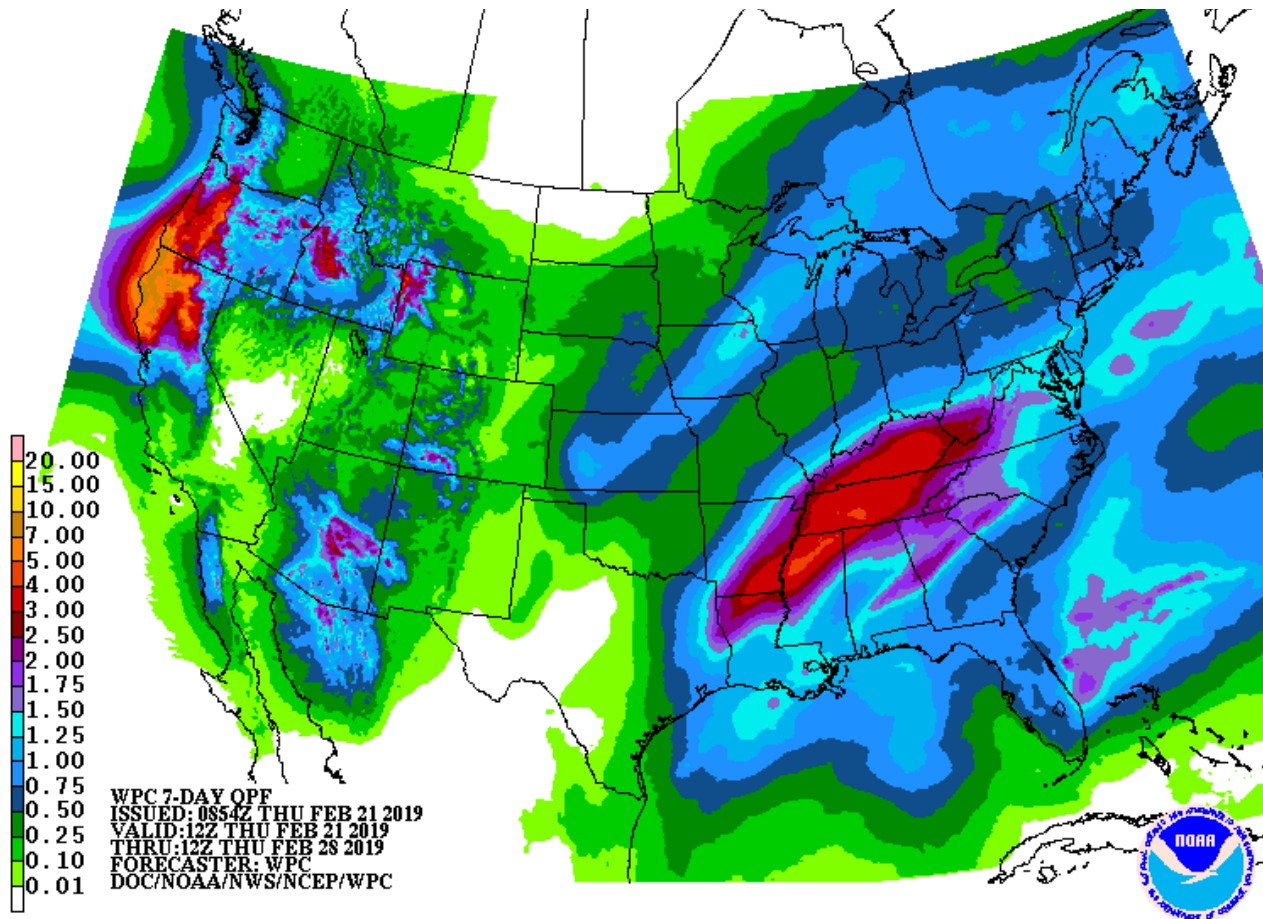 20.00
15.00
10.00
7.00
5.00
4.00
3.00
2.50
2.00
1.75
1.50
1.25
1.00
0.75
0.50
0.25
0.10
0.01
WPC 7-DAY QPF
ISSUED: 0854Z THU FEB 21 2019
VALID:12Z THU FEB 21 2019
THRU:12Z THU FEB 28 2019
FORECASTER: WPC
DOC/NOAA/NWS/NCEP/WPC
NOAA